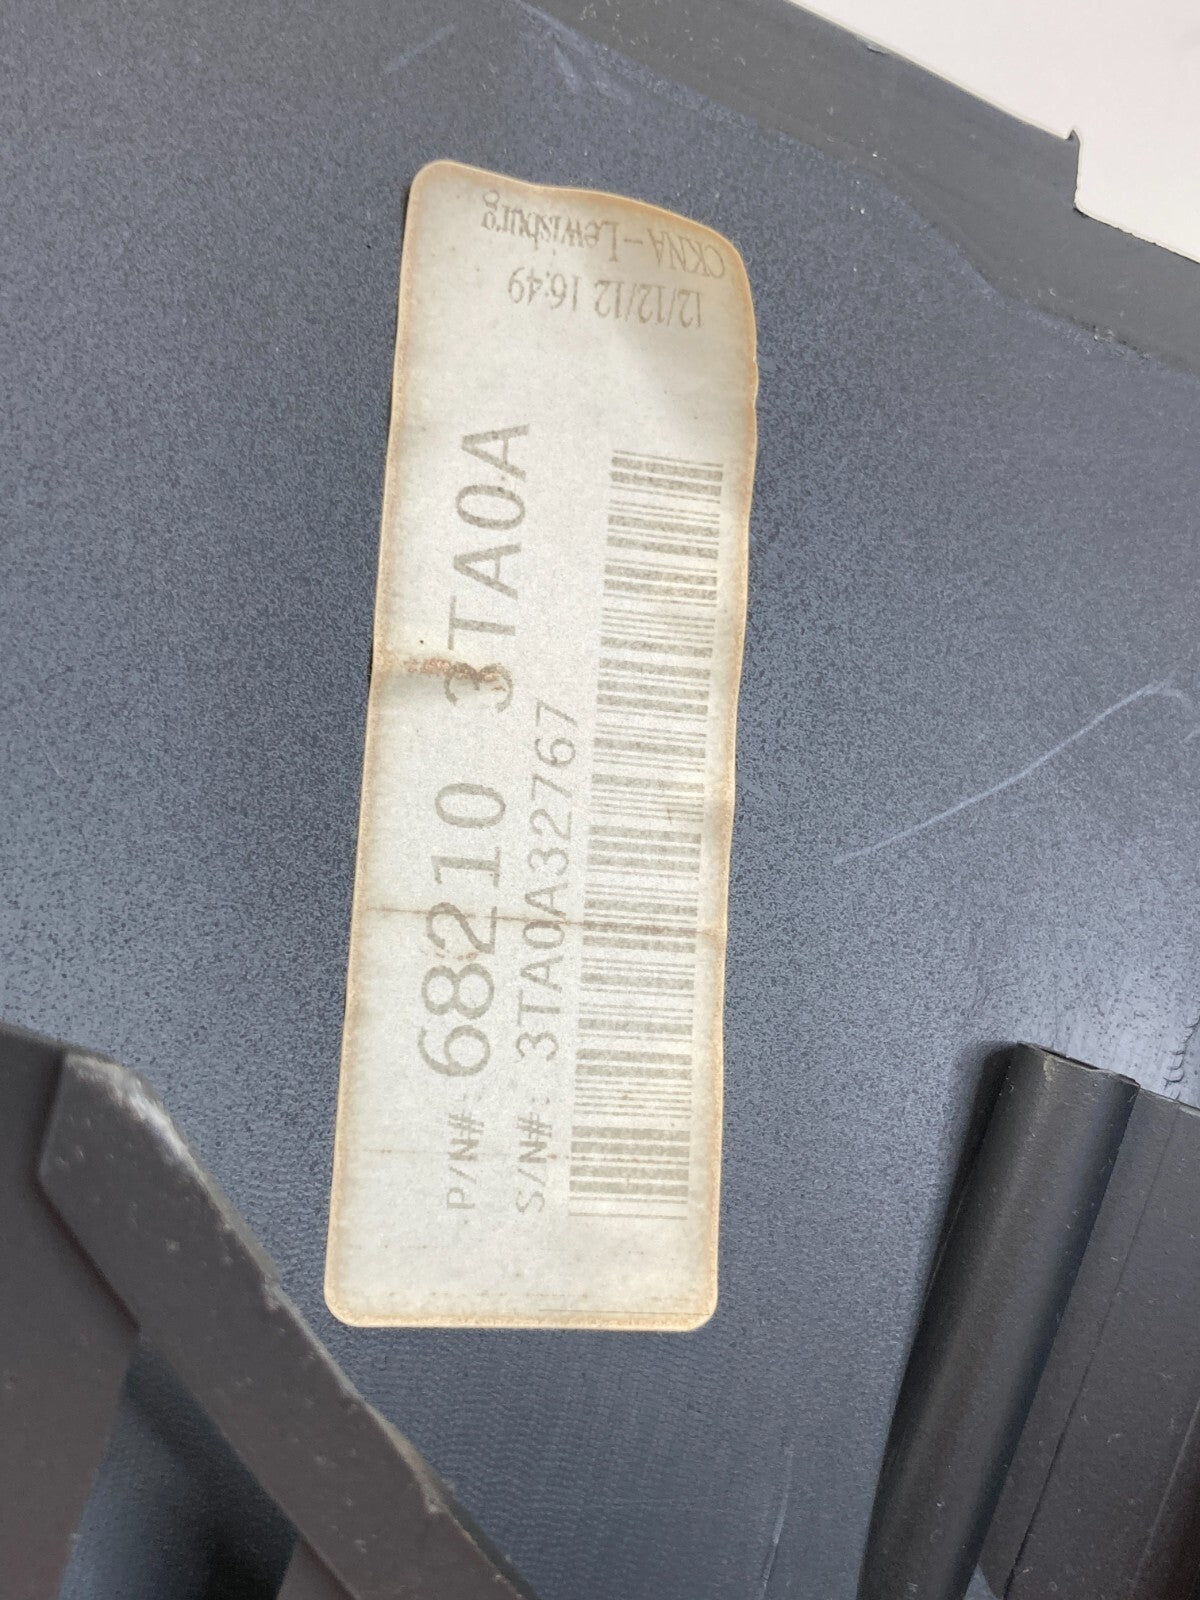 P/N#: 68210 3TA0A
S/N#: 3TA0A32767
12/12/12 16:49
CKNA - Lewisburg